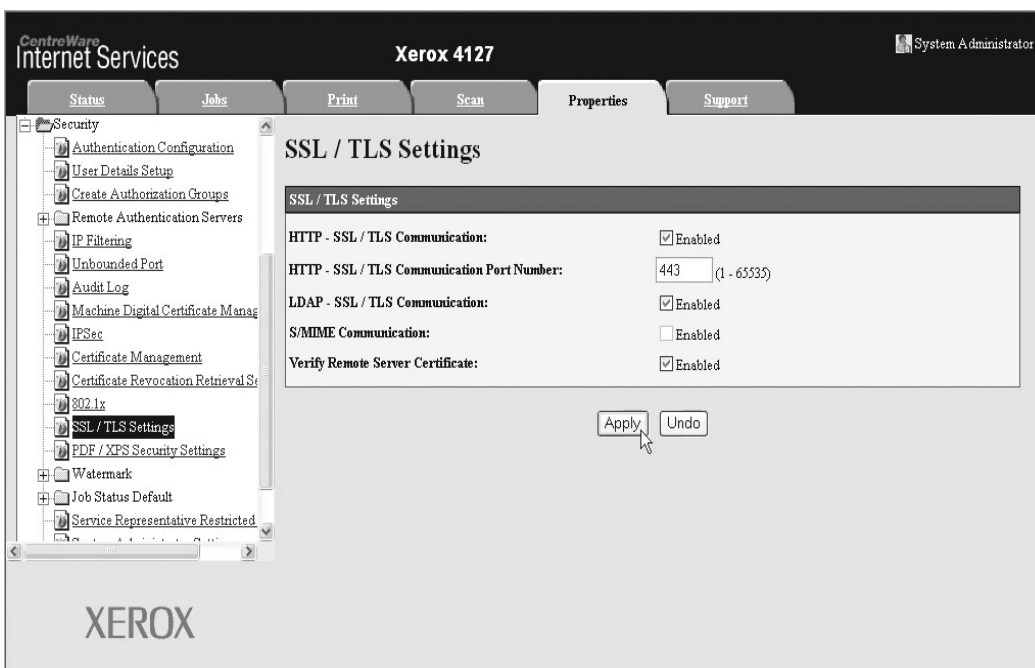 CentreWare
Internet Services
Xerox 4127
System Administrator
Status
Jobs
Print
Scan
Properties
Support
Security
Authentication Configuration
User Details Setup
Create Authorization Groups
Remote Authentication Servers
IP Filtering
Unbounded Port
Audit Log
Machine Digital Certificate Manag
IPSec
Certificate Management
Certificate Revocation Retrieval Se
802.1x
SSL / TLS Settings
PDF / XPS Security Settings
Watermark
Job Status Default
Service Representative Restricted
SSL / TLS Settings
SSL / TLS Settings
HTTP - SSL / TLS Communication: Enabled
HTTP - SSL / TLS Communication Port Number: 443 (1 - 65535)
LDAP - SSL / TLS Communication: Enabled
S/MIME Communication: Enabled
Verify Remote Server Certificate: Enabled
Apply Undo
XEROX